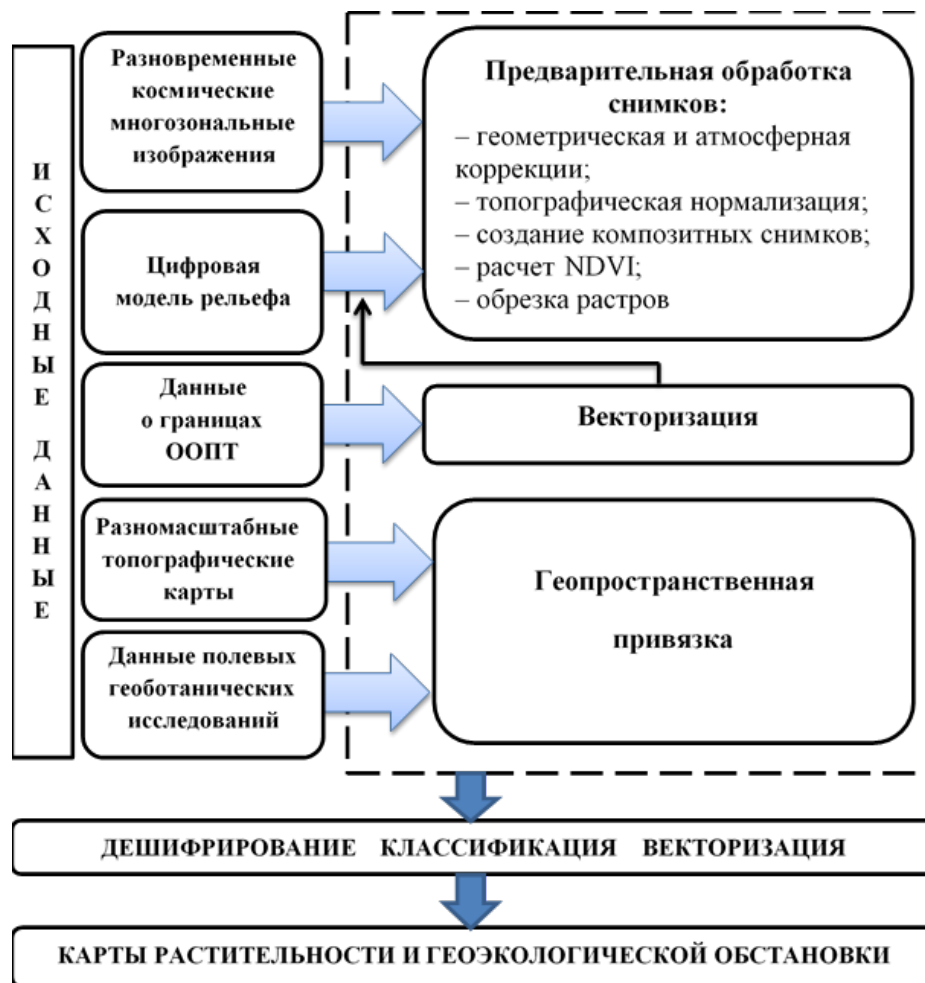 ИСХОДНЫЕ ДАННЫЕ
Разновременные
космические
многозональные
изображения
Цифровая
модель рельефа
Данные
о границах
ООПТ
Разномасштабные
топографические
карты
Данные полевых
геоботанических
исследований
Предварительная обработка
снимков:
– геометрическая и атмосферная
коррекции;
– топографическая нормализация;
– создание композитных снимков;
– расчет NDVI;
– обрезка растров
Векторизация
Геопространственная
привязка
ДЕШИФРИРОВАНИЕ КЛАССИФИКАЦИЯ ВЕКТОРИЗАЦИЯ
КАРТЫ РАСТИТЕЛЬНОСТИ И ГЕОЭКОЛОГИЧЕСКОЙ ОБСТАНОВКИ